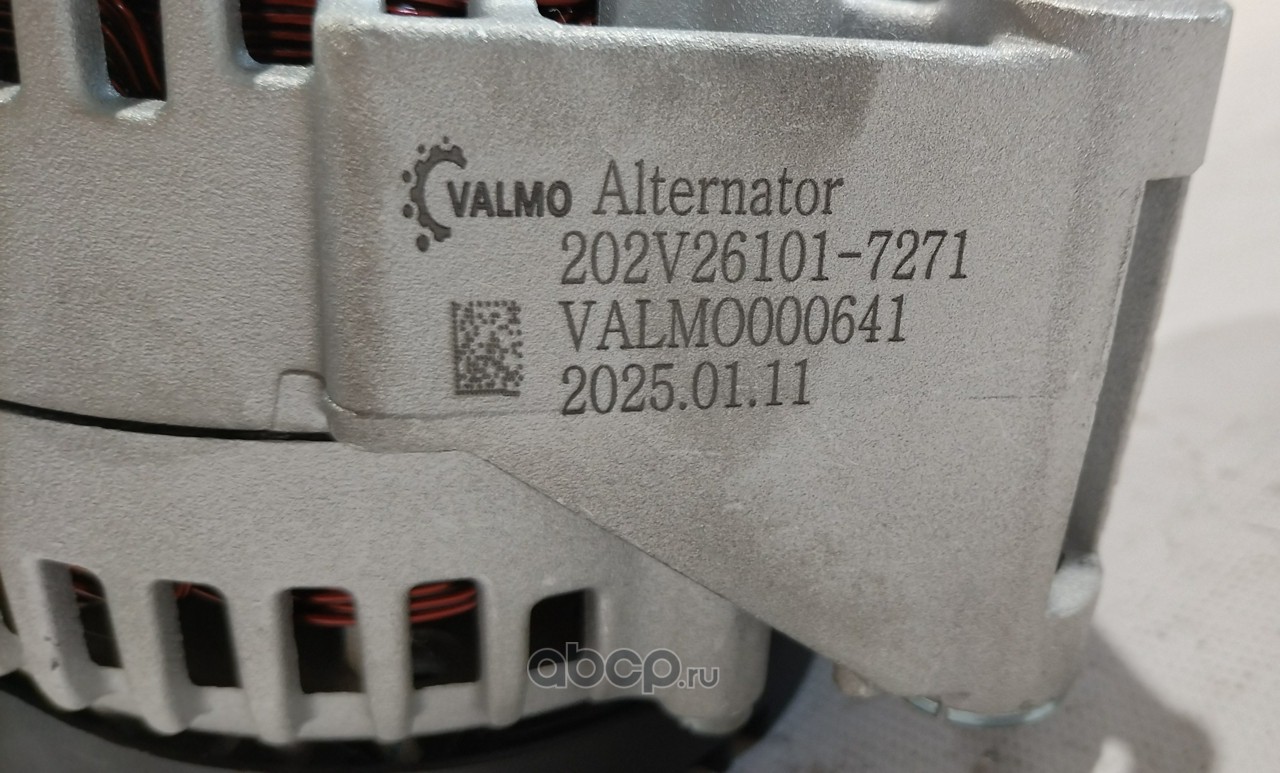 VALMO Alternator
202V26101-7271
VALMO000641
2025.01.11
abcp.ru